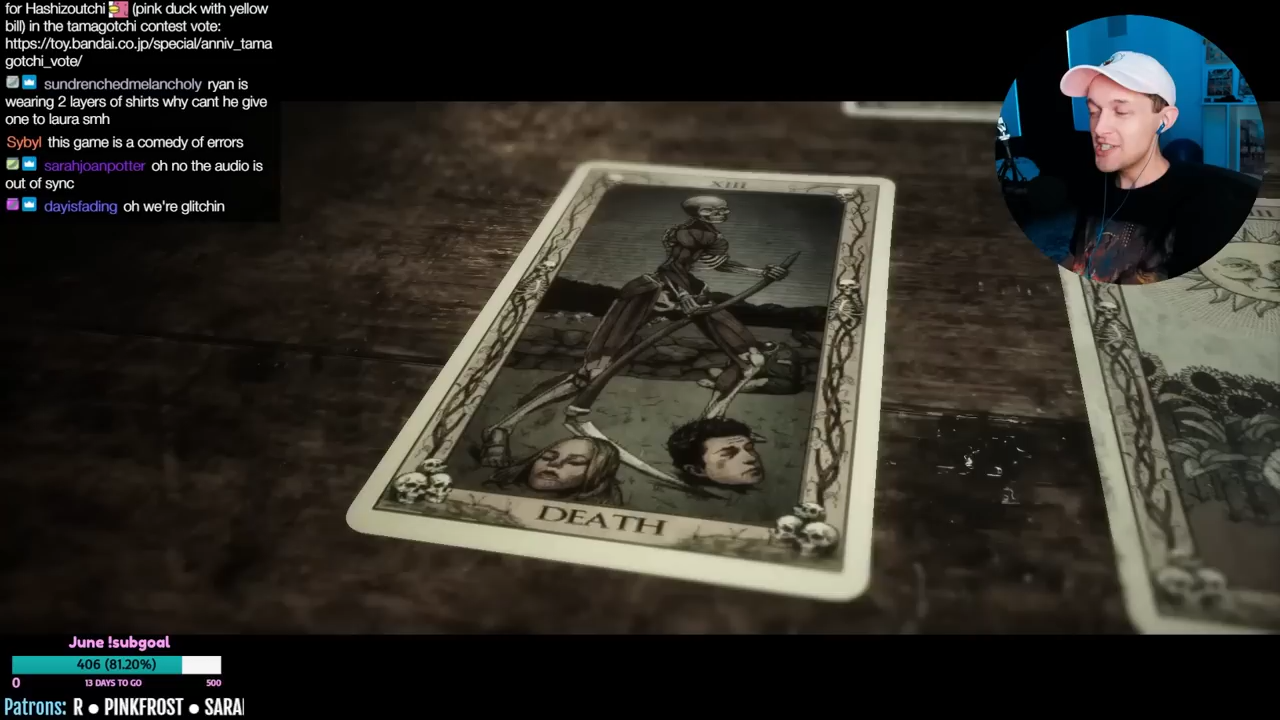 for Hashizoutchi (pink duck with yellow
bill) in the tamagotchi contest vote:
https://toy.bandai.co.jp/special/anniv_tama
gotchi_vote/
sundrenchedmelancholy ryan is
wearing 2 layers of shirts why cant he give
one to laura smh
Sybyl this game is a comedy of errors
sarahjoanpotter oh no the audio is
out of sync
dayisfading oh we're glitchin
XIII
DEATH
June !subgoal
406 (81.20%)
0 13 DAYS TO GO 500
Patrons: R ● PINKFROST ● SARA